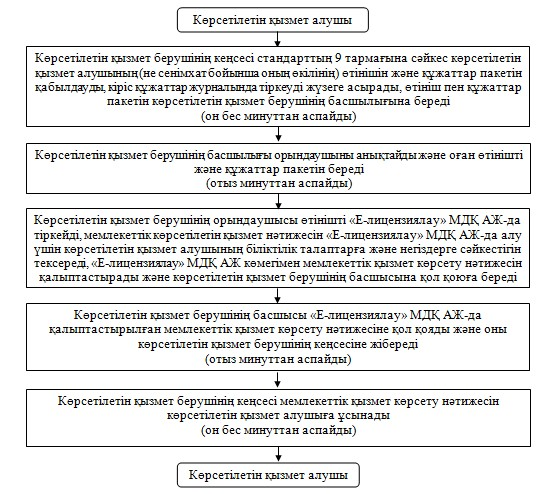 Көрсетілетін қызмет алушы
Көрсетілетін қызмет берушінің кеңсесі стандарттың 9 тармағына сәйкес көрсетілетін
қызмет алушының (не сенімхат бойынша оның өкілінің) өтінішін және құжаттар пакетін
қабылдауды, кіріс құжаттар журналында тіркеуді жүзеге асырады, өтініш пен құжаттар
пакетін көрсетілетін қызмет берушінің басшылығына береді
(он бес минуттан аспайды)
Көрсетілетін қызмет берушінің басшылығы орындаушыны анықтайды және оған өтінішті
және құжаттар пакетін береді
(отыз минуттан аспайды)
Көрсетілетін қызмет берушінің орындаушысы өтінішті «Е-лицензиялау» МДҚ АЖ-да
тіркейді, мемлекеттік көрсетілетін қызмет нәтижесін «Е-лицензиялау» МДҚ АЖ-да алу
үшін көрсетілетін қызмет алушының біліктілік талаптарға және негіздерге сәйкестігін
тексереді, «Е-лицензиялау» МДҚ АЖ көмегімен мемлекеттік қызмет көрсету нәтижесін
қалыптастырады және көрсетілетін қызмет берушінің басшысына қол қоюға береді
Көрсетілетін қызмет берушінің басшысы «Е-лицензиялау» МДҚ АЖ-да
қалыптастырылған мемлекеттік қызмет көрсету нәтижесіне қол қояды және оны
көрсетілетін қызмет берушінің кеңсесіне жібереді
(отыз минуттан аспайды)
Көрсетілетін қызмет берушінің кеңсесі мемлекеттік қызмет көрсету нәтижесін
көрсетілетін қызмет алушыға ұсынады
(он бес минуттан аспайды)
Көрсетілетін қызмет алушы